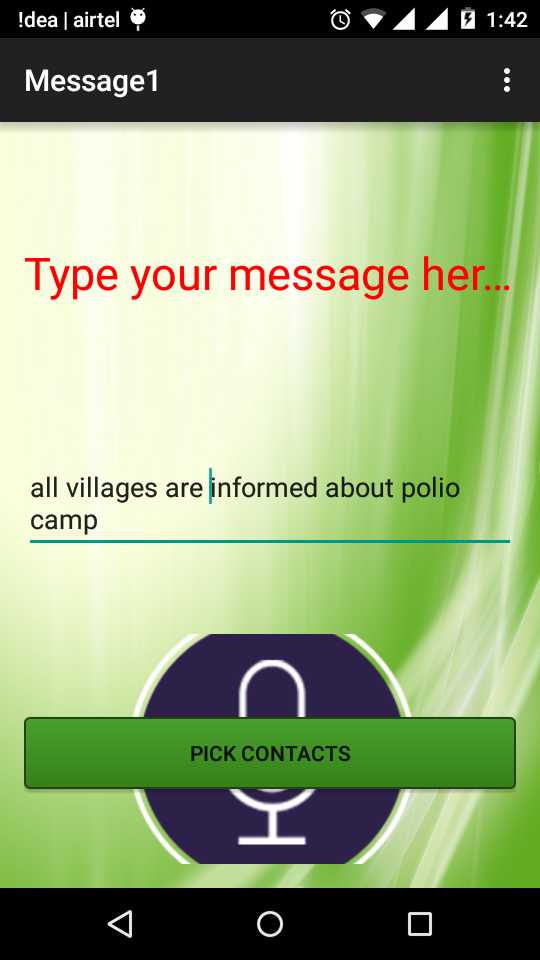 !dea | airtel
1:42
Message1
Type your message her...
all villages are informed about polio
camp
PICK CONTACTS